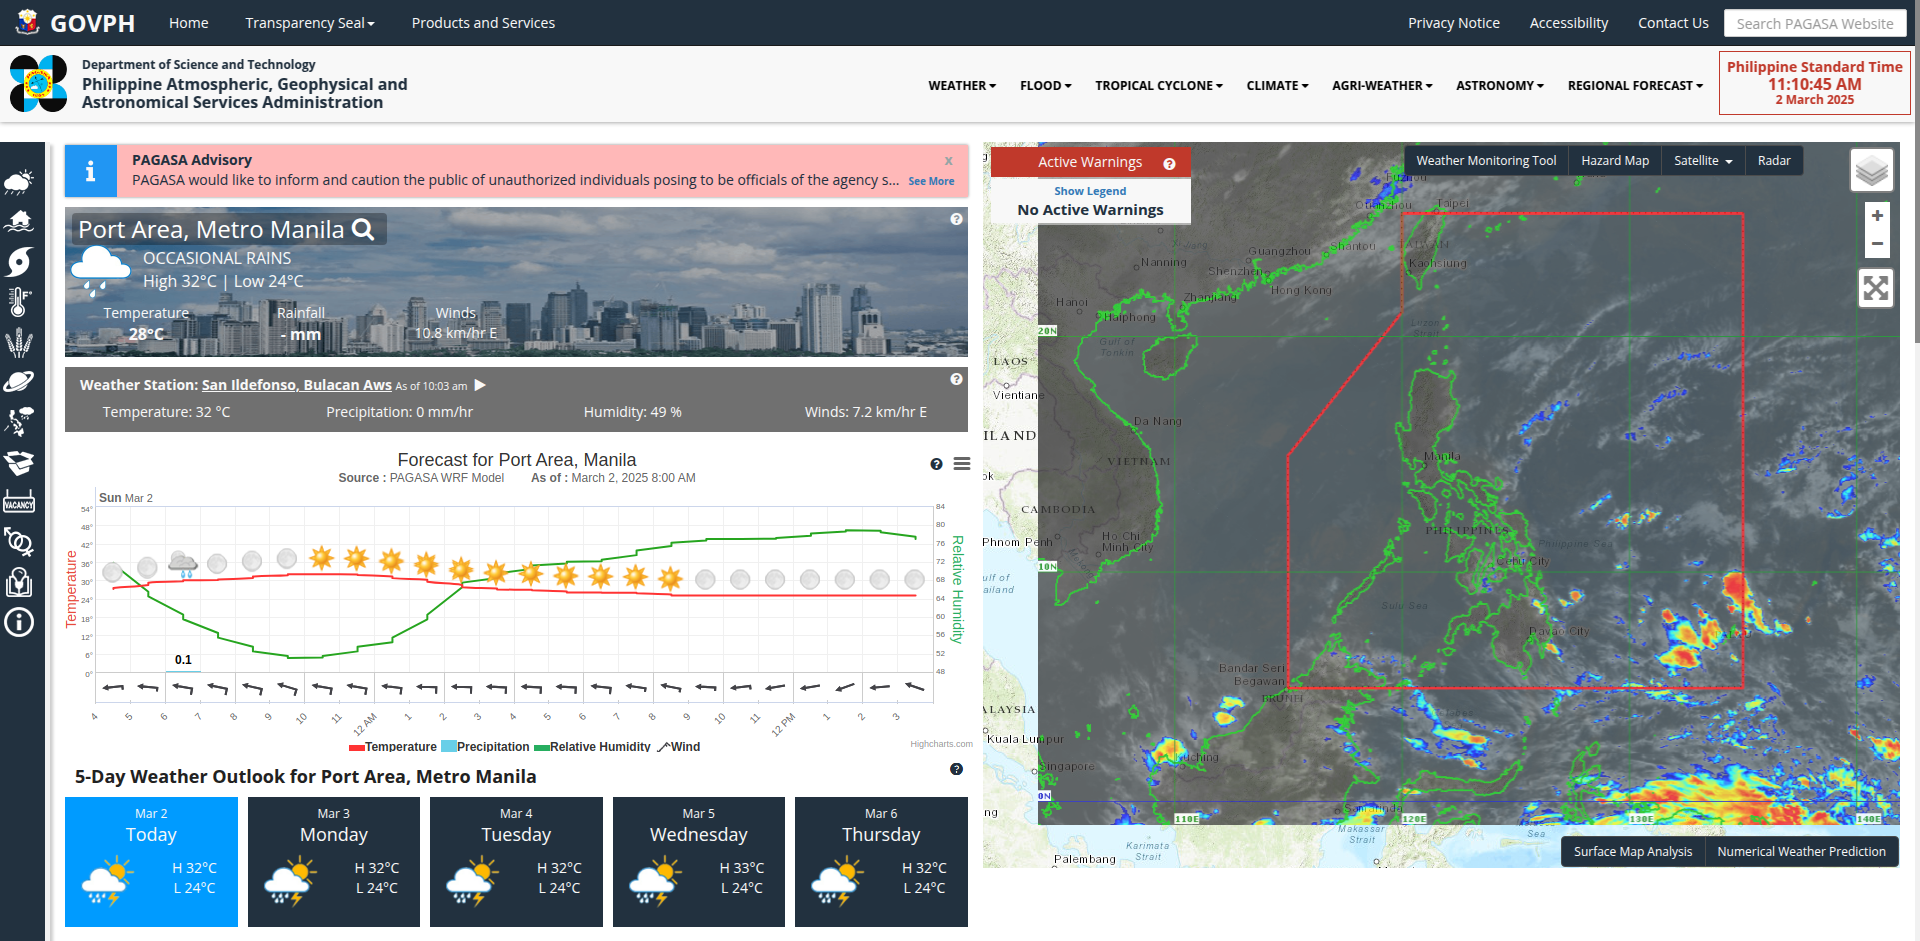 GOVPH
Home
Transparency Seal
Products and Services
Privacy Notice
Accessibility
Contact Us
Search PAGASA Website
Department of Science and Technology
Philippine Atmospheric, Geophysical and
Astronomical Services Administration
WEATHER
FLOOD
TROPICAL CYCLONE
CLIMATE
AGRI-WEATHER
ASTRONOMY
REGIONAL FORECAST
Philippine Standard Time
11:10:45 AM
2 March 2025
VACANCY
PAGASA Advisory
x
PAGASA would like to inform and caution the public of unauthorized individuals posing to be officials of the agency s...
See More
Port Area, Metro Manila
OCCASIONAL RAINS
High 32°C | Low 24°C
Temperature
Rainfall
Winds
28°C
- mm
10.8 km/hr E
Weather Station: San Ildefonso, Bulacan Aws As of 10:03 am
Temperature: 32 °C
Precipitation: 0 mm/hr
Humidity: 49 %
Winds: 7.2 km/hr E
Forecast for Port Area, Manila
Source : PAGASA WRF Model
As of : March 2, 2025 8:00 AM
Sun Mar 2
Temperature
54°
48°
42°
36°
30°
24°
18°
12°
6°
0°
84
80
76
72
68
64
60
56
52
48
Relative Humidity
0.1
4
5
6
7
8
9
10
11
12 AM
1
2
3
4
5
6
7
8
9
10
11
12 PM
1
2
3
Temperature
Precipitation
Relative Humidity
Wind
Highcharts.com
5-Day Weather Outlook for Port Area, Metro Manila
Mar 2
Today
H 32°C
L 24°C
Mar 3
Monday
H 32°C
L 24°C
Mar 4
Tuesday
H 32°C
L 24°C
Mar 5
Wednesday
H 33°C
L 24°C
Mar 6
Thursday
H 32°C
L 24°C
Active Warnings
Show Legend
No Active Warnings
Weather Monitoring Tool
Hazard Map
Satellite
Radar
+
−
Fuzhou
Quanzhou
Taipei
TAIWAN
Kaohsiung
Shantou
Guangzhou
Shenzhen
Hong Kong
Nanning
Zhanjiang
Hanoi
Haiphong
Gulf of
Tonkin
Luzon
Strait
20N
LAOS
Vientiane
Da Nang
ILAND
VIETNAM
ok
CAMBODIA
Phnom Penh
Ho Chi
Minh City
ulf of
ailand
10N
Manila
PHILIPPINES
Philippine Sea
Cebu City
Sulu Sea
Davao City
Bandar Seri
Begawan
BRUNEI
ALAYSIA
Kuala Lumpur
Singapore
Kuching
0N
Samarinda
110E
120E
130E
140E
ng
Palembang
Karimata
Strait
Makassar
Strait
Sea
Surface Map Analysis
Numerical Weather Prediction